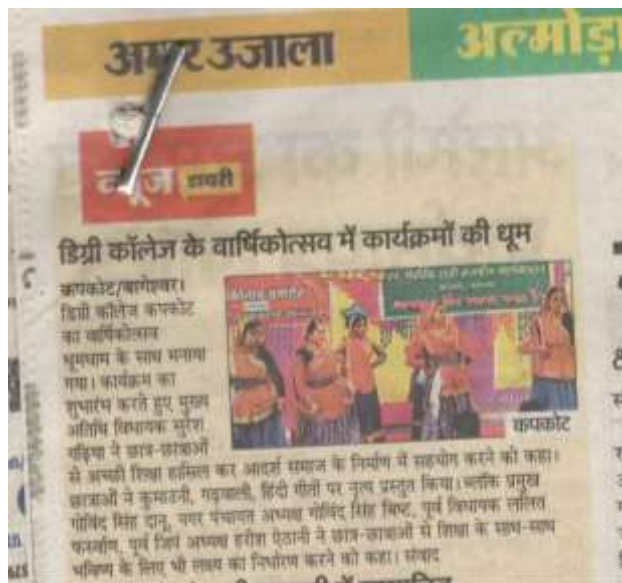 अमर उजाला
अल्मोड़ा
न्यूज डायरी
डिग्री कॉलेज के वार्षिकोत्सव में कार्यक्रमों की धूम
कपकोट/बागेश्वर।
डिग्री कॉलेज कपकोट
का वार्षिकोत्सव
धूमधाम के साथ मनाया
गया। कार्यक्रम का
शुभारंभ करते हुए मुख्य
अतिथि विधायक सुरेश
गढ़िया ने छात्र-छात्राओं
कपकोट
से अच्छी शिक्षा हासिल कर आदर्श समाज के निर्माण में सहयोग करने को कहा।
छात्राओं ने कुमाउनी, गढ़वाली, हिंदी गीतों पर नृत्य प्रस्तुत किया। ब्लॉक प्रमुख
गोविंद सिंह दानू, नगर पंचायत अध्यक्ष गोविंद सिंह बिष्ट, पूर्व विधायक ललित
फर्स्वाण, पूर्व जिपं अध्यक्ष हरीश ऐठानी ने छात्र-छात्राओं से शिक्षा के साथ-साथ
भविष्य के लिए भी लक्ष्य का निर्धारण करने को कहा। संवाद